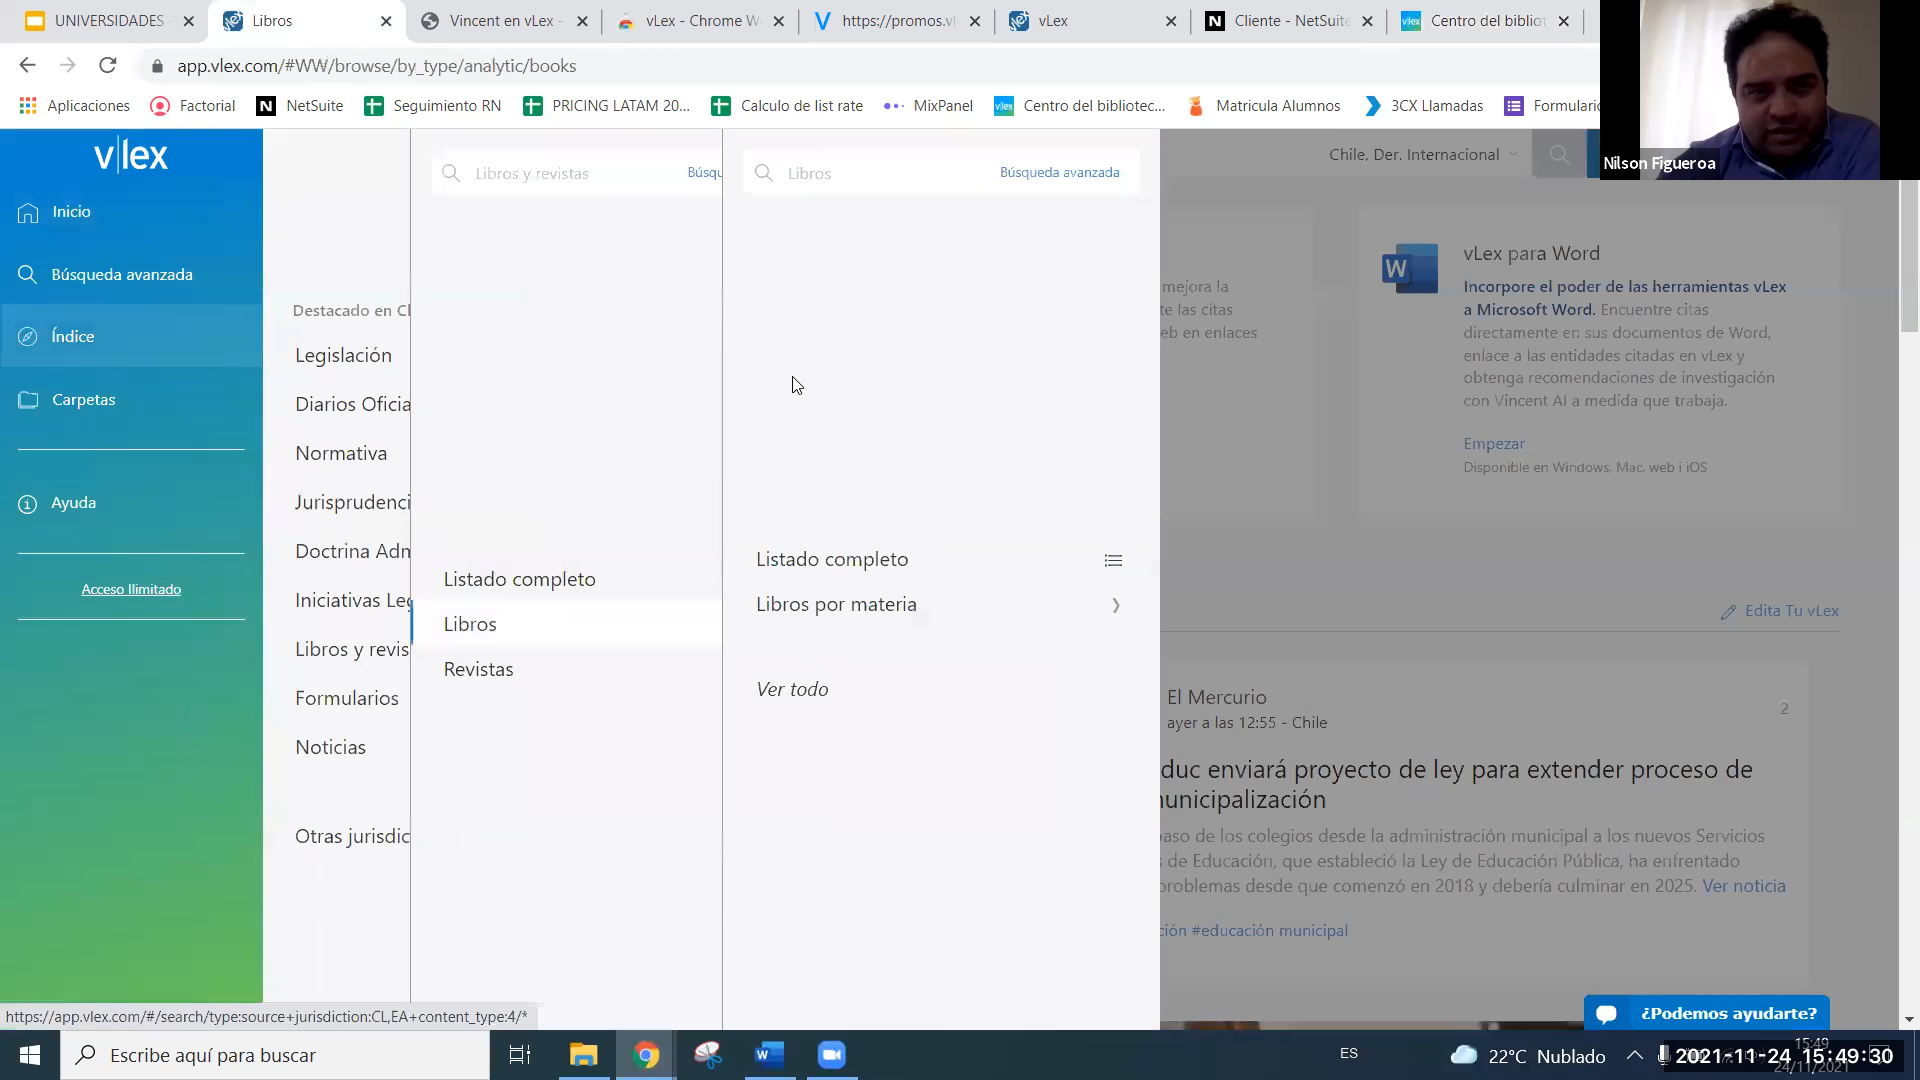 UNIVERSIDADES
Libros
Vincent en vLex -
vLex - Chrome W
https://promos.vl
vLex
Cliente - NetSuite
Centro del bibliot
app.vlex.com/#WW/browse/by_type/analytic/books
Aplicaciones
Factorial
NetSuite
Seguimiento RN
PRICING LATAM 20...
Calculo de list rate
MixPanel
Centro del bibliotec...
Matricula Alumnos
3CX Llamadas
Formulario
Nilson Figueroa
v|lex
Inicio
Búsqueda avanzada
Índice
Carpetas
Ayuda
Acceso Ilimitado
Destacado en Cl
Legislación
Diarios Oficia
Normativa
Jurisprudenci
Doctrina Adm
Iniciativas Leg
Libros y revis
Formularios
Noticias
Otras jurisdic
Libros y revistas
Búsqu
Listado completo
Libros
Revistas
Libros
Búsqueda avanzada
Listado completo
Libros por materia
Ver todo
Chile, Der. Internacional
mejora la
te las citas
eb en enlaces
vLex para Word
Incorpore el poder de las herramientas vLex
a Microsoft Word. Encuentre citas
directamente en sus documentos de Word,
enlace a las entidades citadas en vLex y
obtenga recomendaciones de investigación
con Vincent AI a medida que trabaja.
Empezar
Disponible en Windows, Mac, web i iOS
Edita Tu vLex
El Mercurio
2
ayer a las 12:55 - Chile
duc enviará proyecto de ley para extender proceso de
unicipalización
paso de los colegios desde la administración municipal a los nuevos Servicios
s de Educación, que estableció la Ley de Educación Pública, ha enfrentado
problemas desde que comenzó en 2018 y debería culminar en 2025. Ver noticia
ción #educación municipal
¿Podemos ayudarte?
https://app.vlex.com/#/search/type:source+jurisdiction:CL,EA+content_type:4/*
Escribe aquí para buscar
ES
22°C Nublado
15:49
2021-11-24 15:49:30
24/11/2021